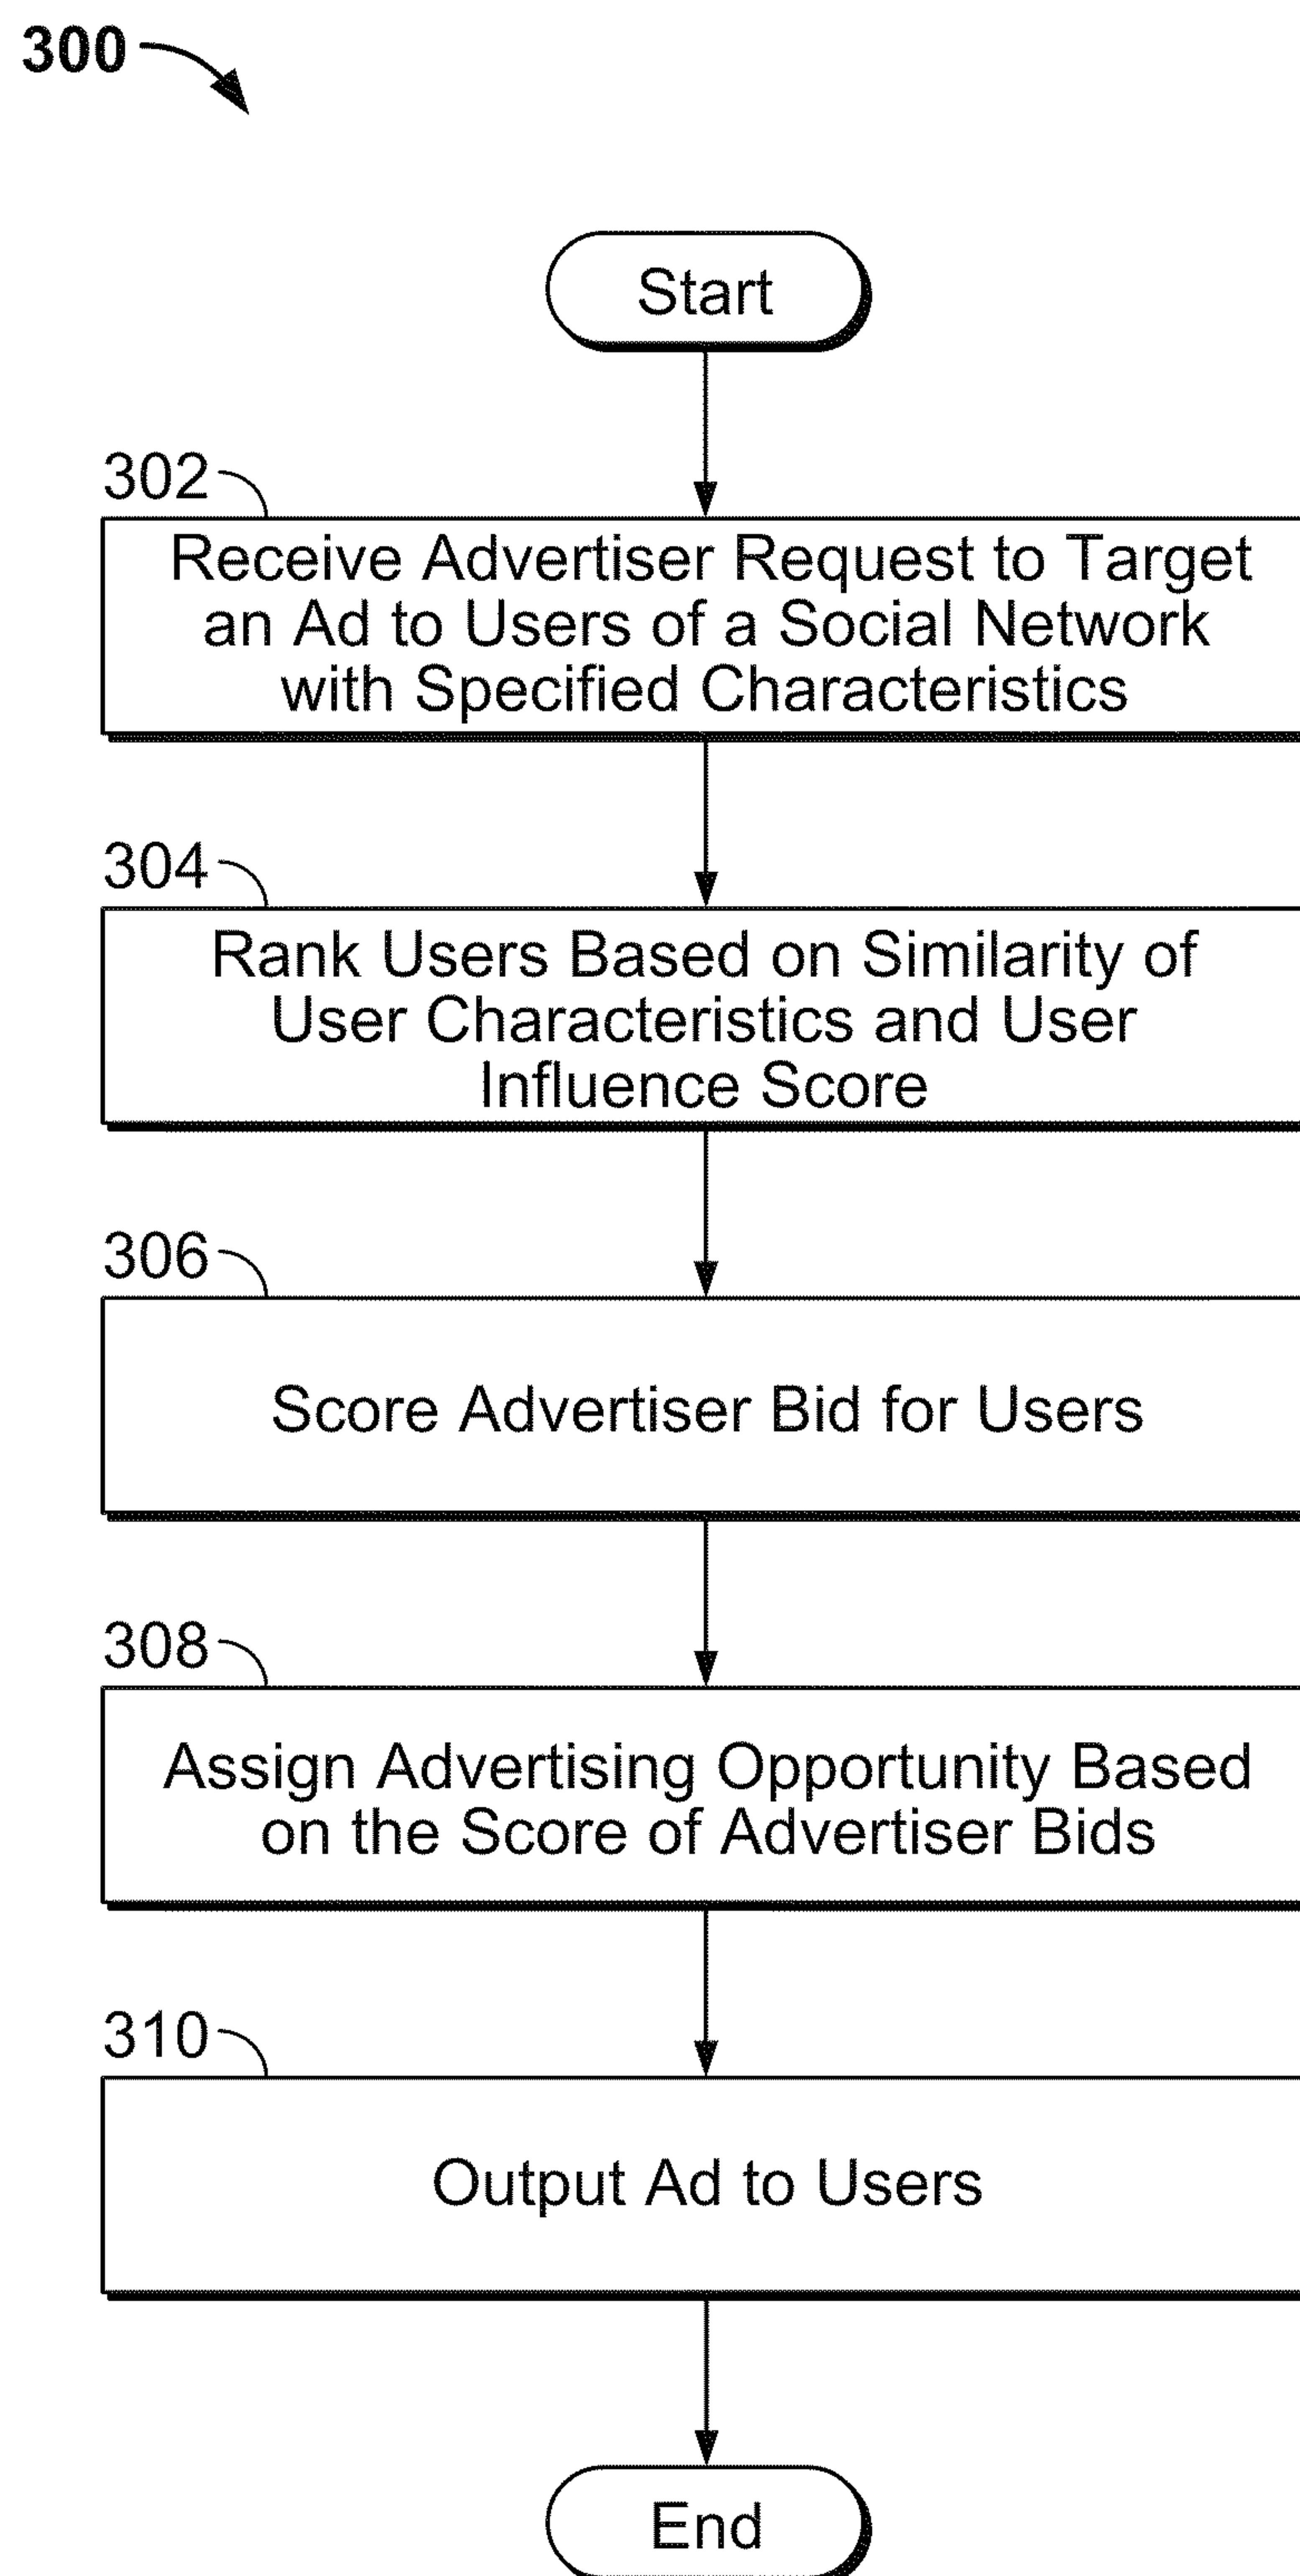 300
Start
302
Receive Advertiser Request to Target
an Ad to Users of a Social Network
with Specified Characteristics
304
Rank Users Based on Similarity of
User Characteristics and User
Influence Score
306
Score Advertiser Bid for Users
308
Assign Advertising Opportunity Based
on the Score of Advertiser Bids
310
Output Ad to Users
End